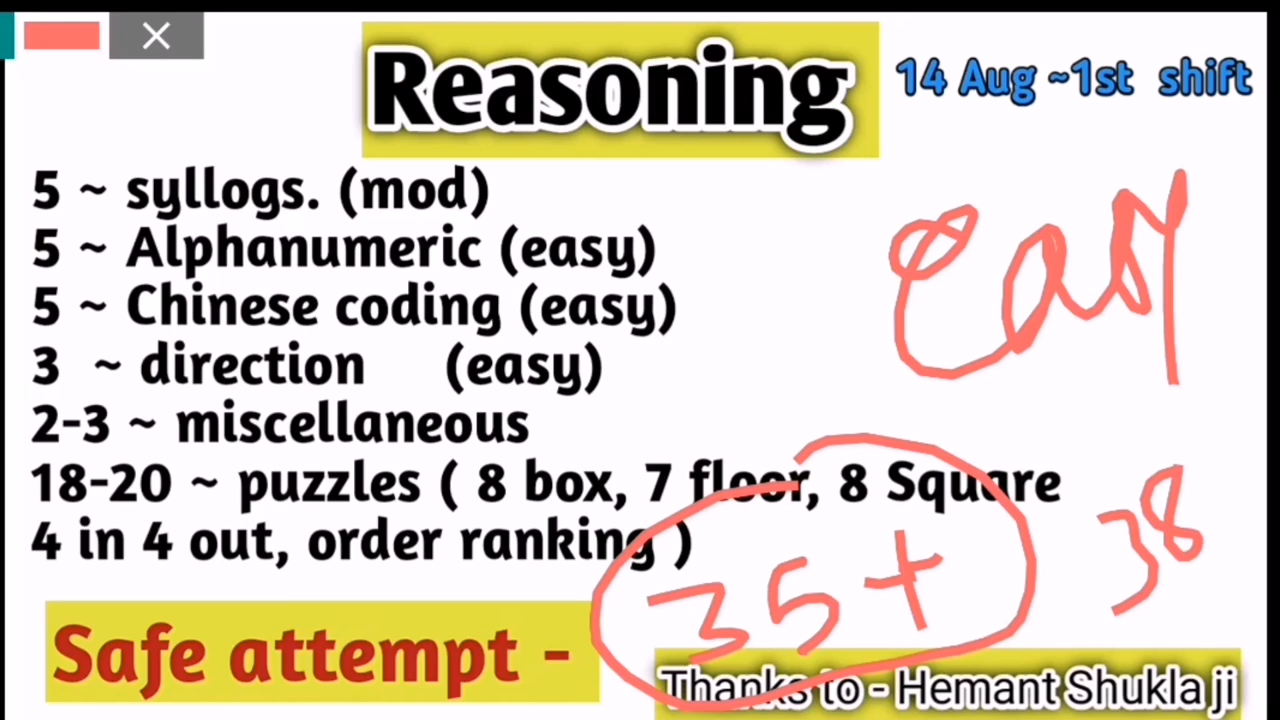 Reasoning
14 Aug ~1st shift
5 ~ syllogs. (mod)
5 ~ Alphanumeric (easy)
5 ~ Chinese coding (easy)
3 ~ direction (easy)
2-3 ~ miscellaneous
18-20 ~ puzzles ( 8 box, 7 floor, 8 Square
4 in 4 out, order ranking )
easy
38
Safe attempt - 35+
Thanks to - Hemant Shukla ji